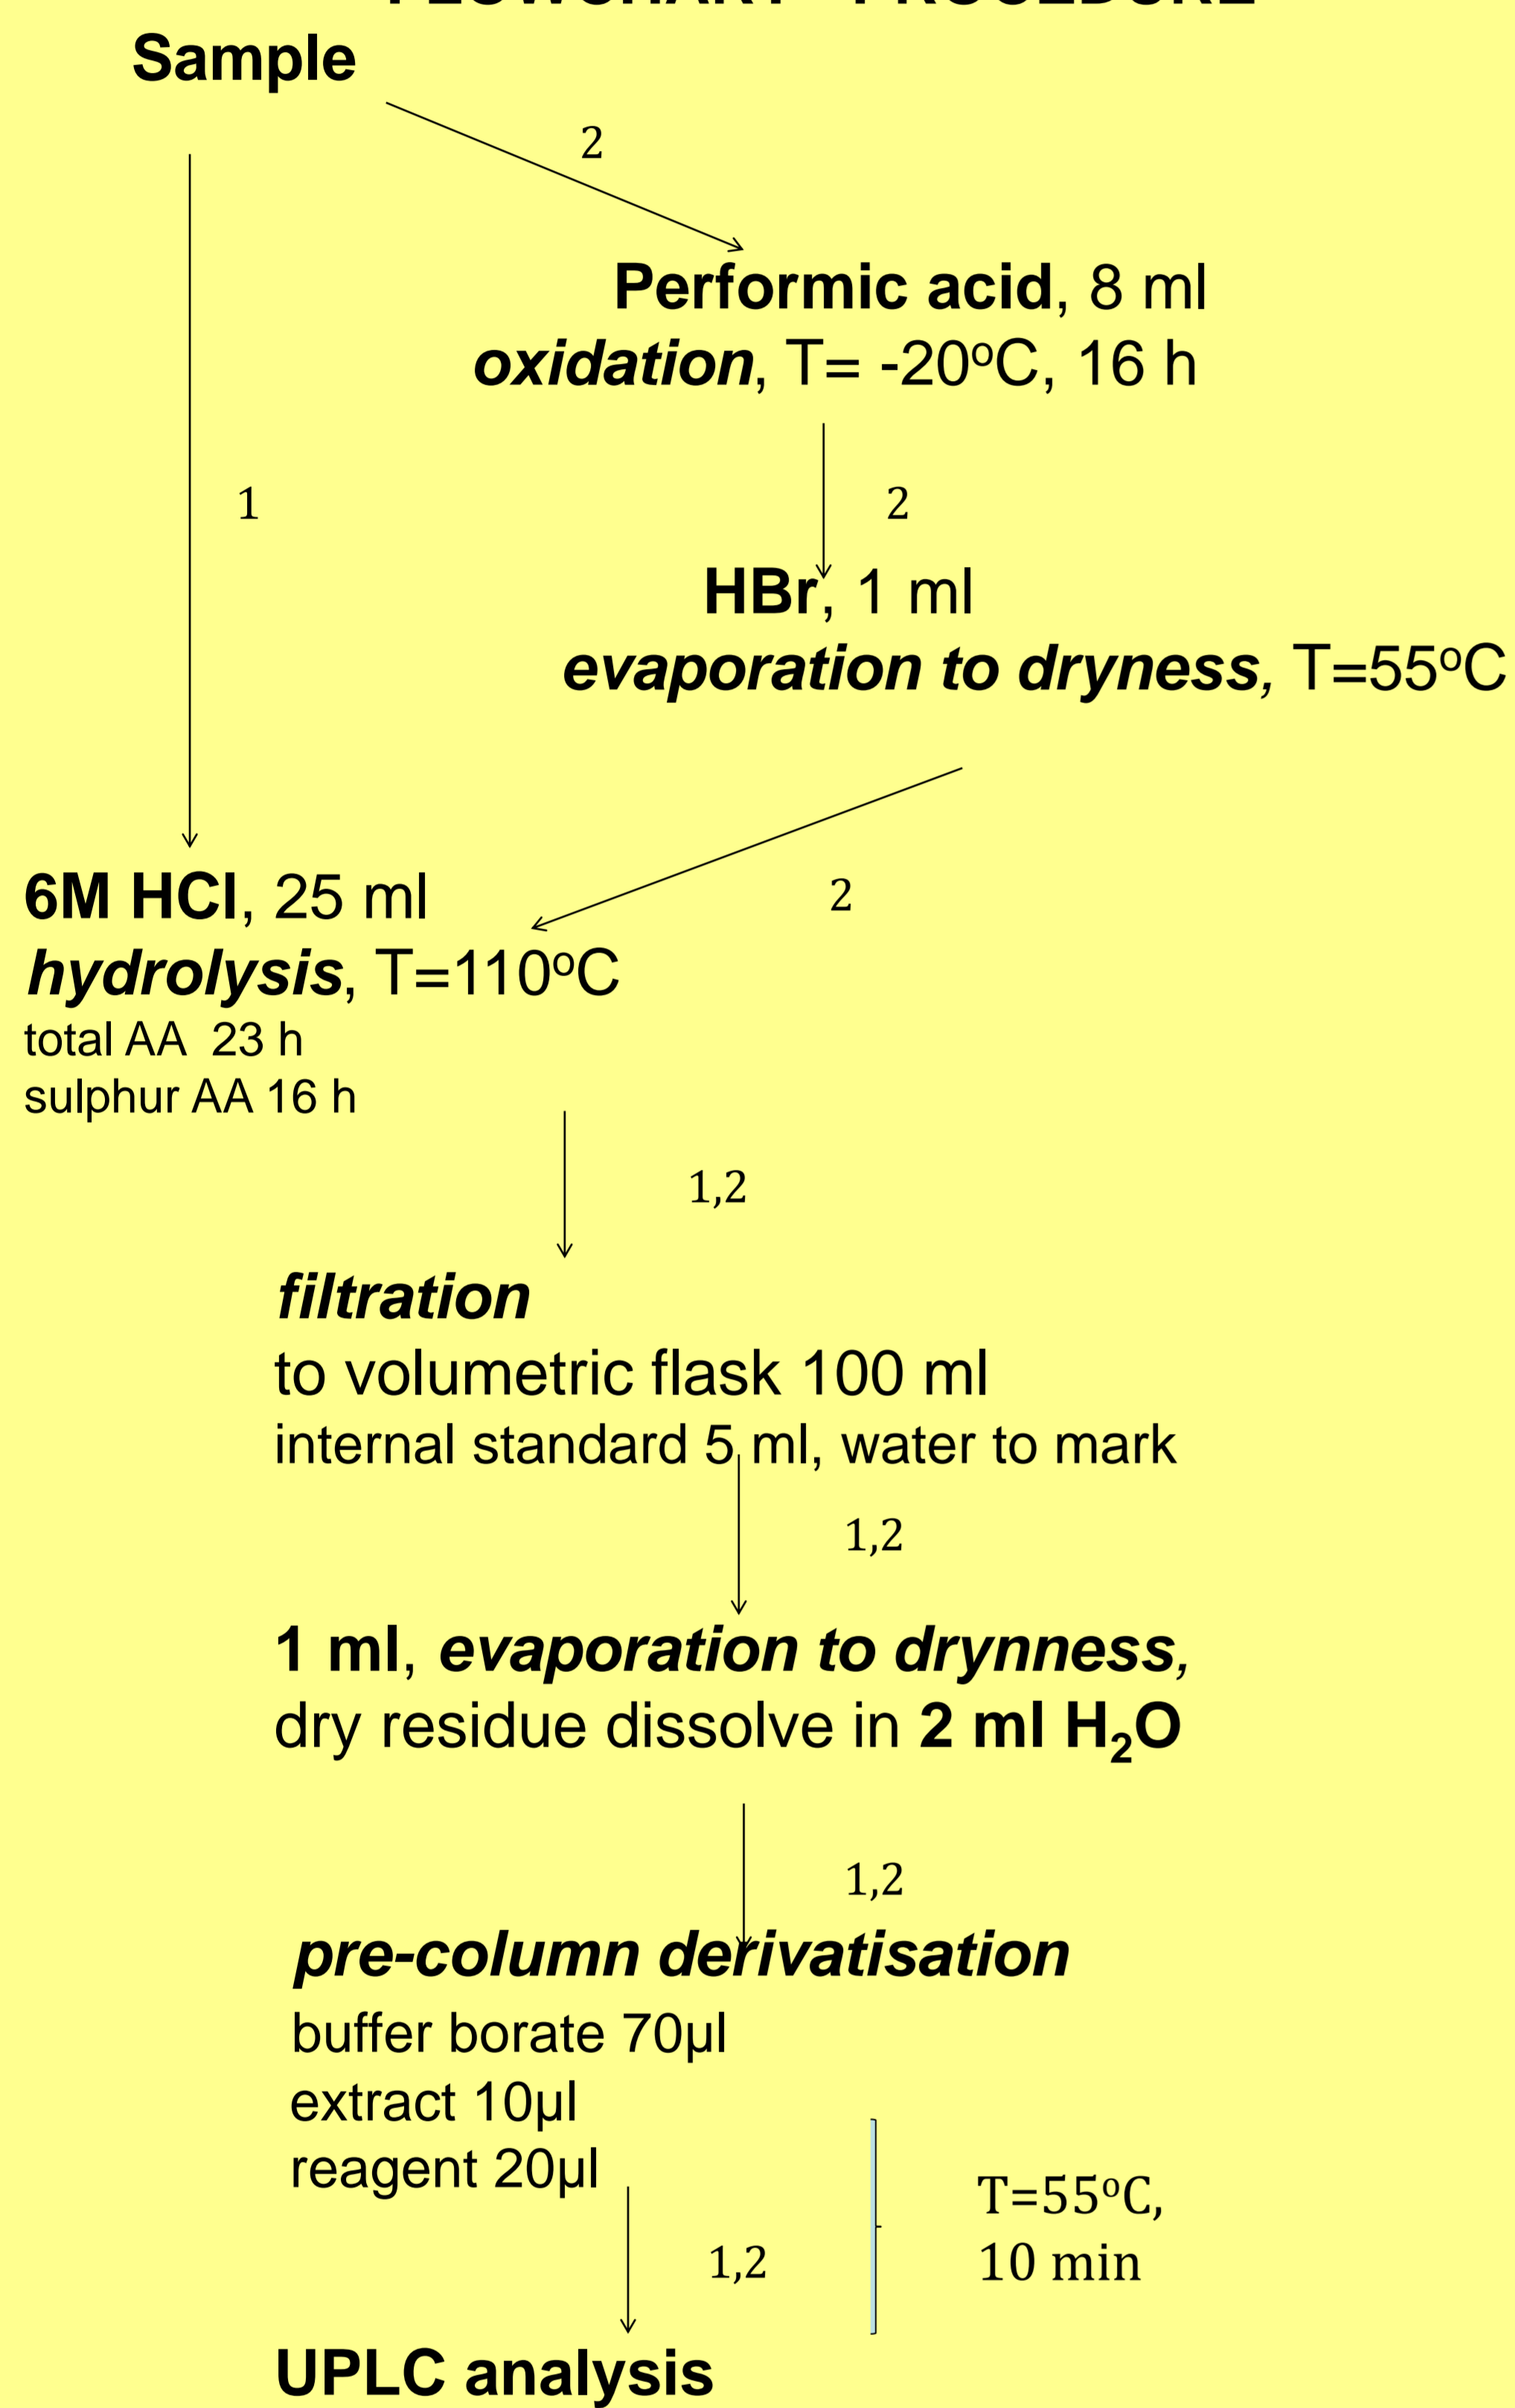 FLOWCHART - PROCEDURE
Sample
2
Performic acid, 8 ml
oxidation, T= -20ºC, 16 h
1
2
HBr, 1 ml
evaporation to dryness, T=55ºC
6M HCl, 25 ml
2
hydrolysis, T=110ºC
total AA 23 h
sulphur AA 16 h
1,2
filtration
to volumetric flask 100 ml
internal standard 5 ml, water to mark
1,2
1 ml, evaporation to drynness,
dry residue dissolve in 2 ml H₂O
1,2
pre-column derivatisation
buffer borate 70µl
extract 10µl
reagent 20µl
T=55ºC,
10 min
1,2
UPLC analysis